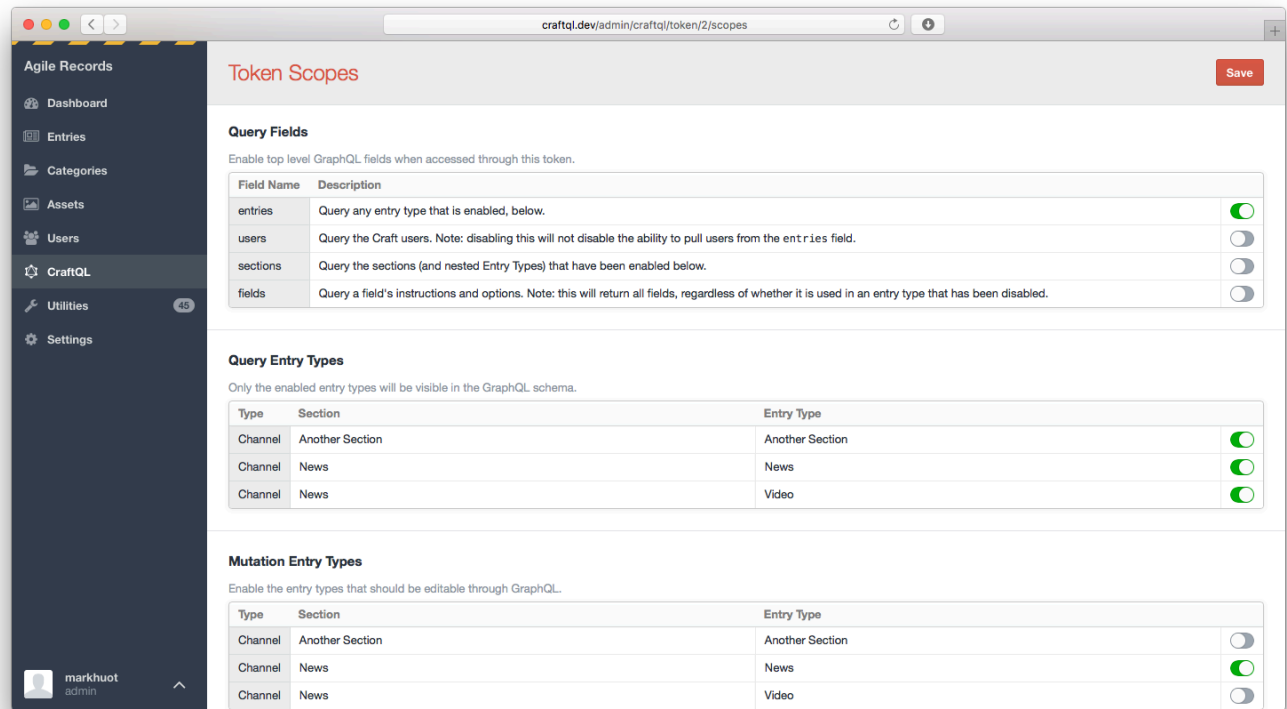 craftql.dev/admin/craftql/token/2/scopes
Agile Records
Dashboard
Entries
Categories
Assets
Users
CraftQL
Utilities 45
Settings
markhuot
admin
Token Scopes
Save
Query Fields
Enable top level GraphQL fields when accessed through this token.
Field Name Description
entries Query any entry type that is enabled, below.
users Query the Craft users. Note: disabling this will not disable the ability to pull users from the entries field.
sections Query the sections (and nested Entry Types) that have been enabled below.
fields Query a field's instructions and options. Note: this will return all fields, regardless of whether it is used in an entry type that has been disabled.
Query Entry Types
Only the enabled entry types will be visible in the GraphQL schema.
Type Section Entry Type
Channel Another Section Another Section
Channel News News
Channel News Video
Mutation Entry Types
Enable the entry types that should be editable through GraphQL.
Type Section Entry Type
Channel Another Section Another Section
Channel News News
Channel News Video